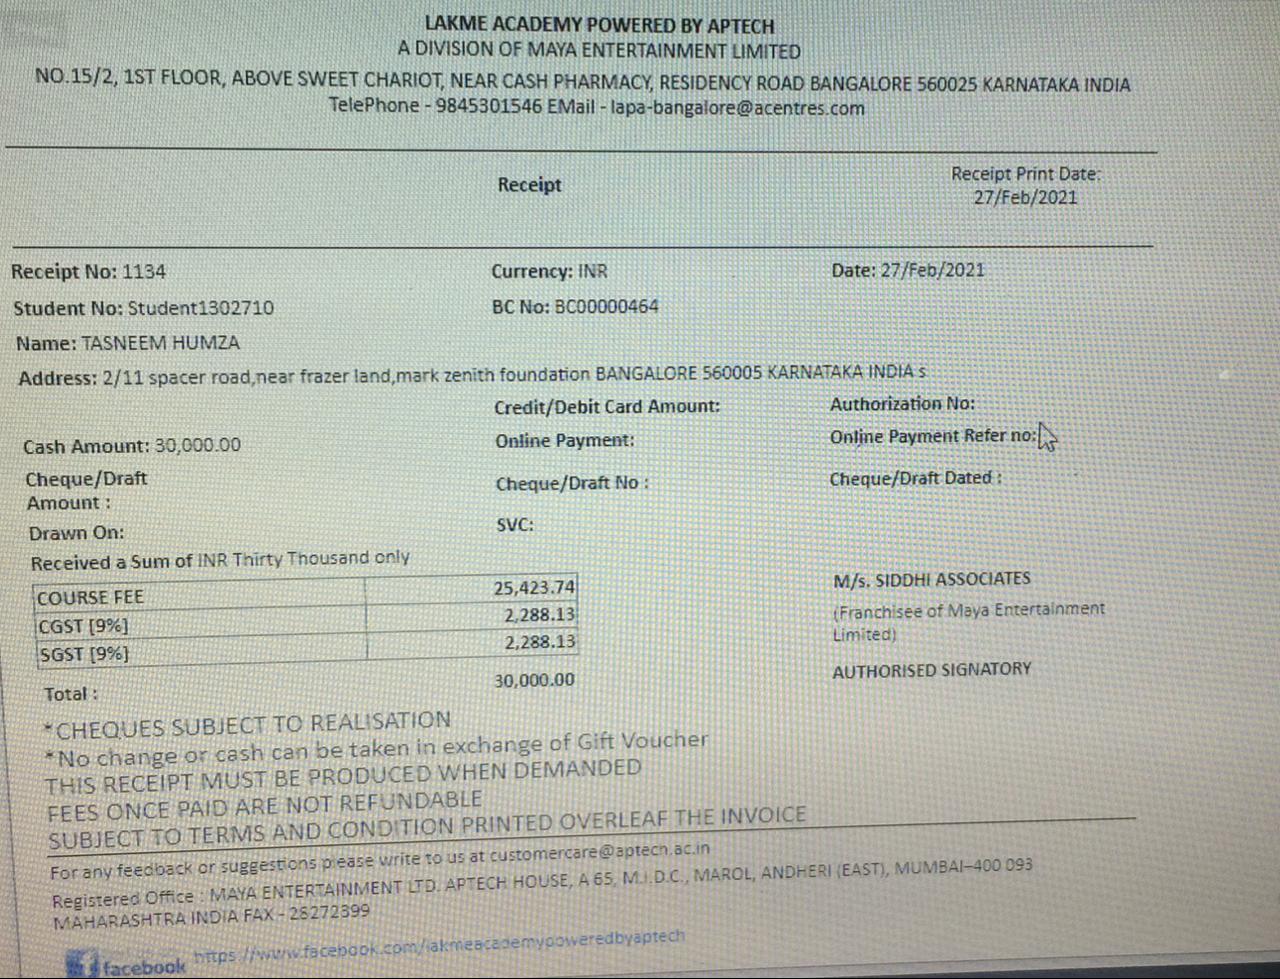 LAKME ACADEMY POWERED BY APTECH
A DIVISION OF MAYA ENTERTAINMENT LIMITED
NO.15/2, 1ST FLOOR, ABOVE SWEET CHARIOT, NEAR CASH PHARMACY, RESIDENCY ROAD BANGALORE 560025 KARNATAKA INDIA
TelePhone - 9845301546 EMail - lapa-bangalore@acentres.com
Receipt
Receipt Print Date:
27/Feb/2021
Receipt No: 1134 Currency: INR Date: 27/Feb/2021
Student No: Student1302710 BC No: BC00000464
Name: TASNEEM HUMZA
Address: 2/11 spacer road,near frazer land,mark zenith foundation BANGALORE 560005 KARNATAKA INDIA s
Credit/Debit Card Amount: Authorization No:
Cash Amount: 30,000.00 Online Payment: Online Payment Refer no:
Cheque/Draft
Amount : Cheque/Draft No : Cheque/Draft Dated :
Drawn On: SVC:
Received a Sum of INR Thirty Thousand only
COURSE FEE 25,423.74
CGST [9%] 2,288.13
SGST [9%] 2,288.13
Total : 30,000.00
M/s. SIDDHI ASSOCIATES
(Franchisee of Maya Entertainment
Limited)
AUTHORISED SIGNATORY
*CHEQUES SUBJECT TO REALISATION
*No change or cash can be taken in exchange of Gift Voucher
THIS RECEIPT MUST BE PRODUCED WHEN DEMANDED
FEES ONCE PAID ARE NOT REFUNDABLE
SUBJECT TO TERMS AND CONDITION PRINTED OVERLEAF THE INVOICE
For any feedback or suggestions please write to us at customercare@aptech.ac.in
Registered Office : MAYA ENTERTAINMENT LTD. APTECH HOUSE, A 65, M.I.D.C., MAROL, ANDHERI (EAST), MUMBAI-400 093
MAHARASHTRA INDIA FAX - 28272399
facebook https://www.facebook.com/lakmeacademypoweredbyaptech